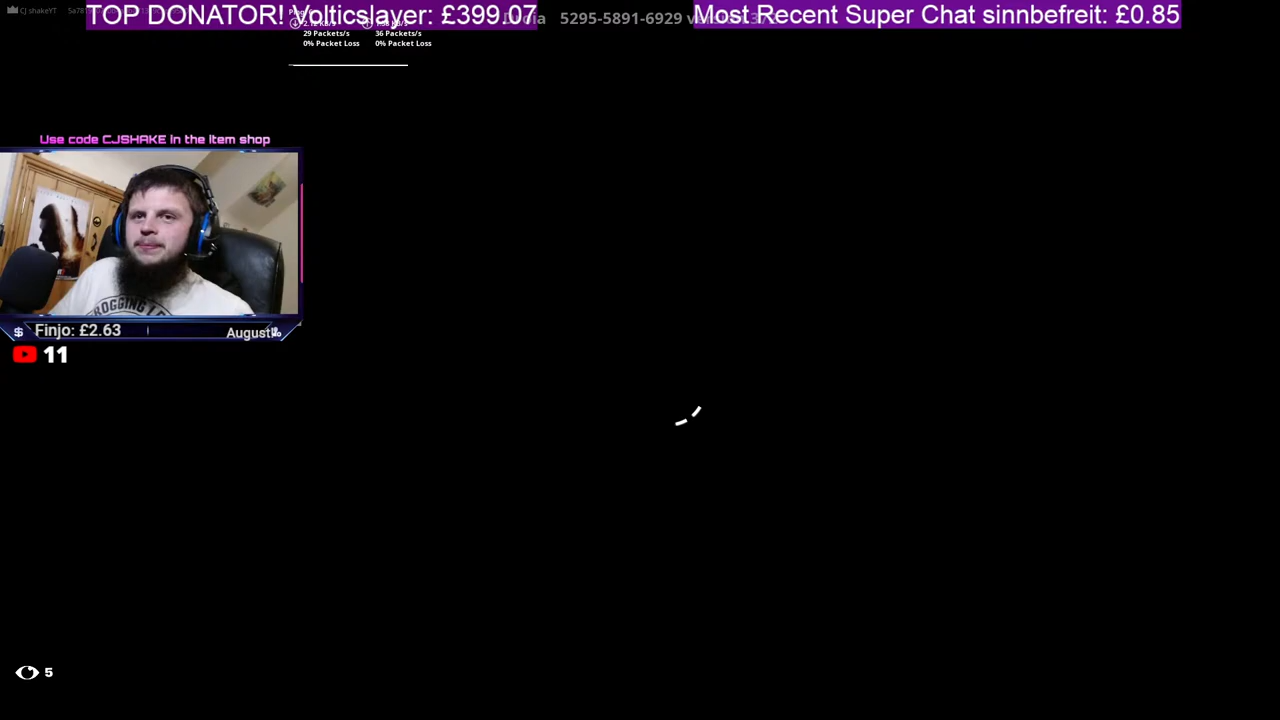 CJ shakeYT
TOP DONATOR! Volticslayer: £399.07
5295-5891-6929
Most Recent Super Chat sinnbefreit: £0.85
29 Packets/s
36 Packets/s
0% Packet Loss
0% Packet Loss
Use code CJSHAKE in the item shop
Finjo: £2.63
August
11
5